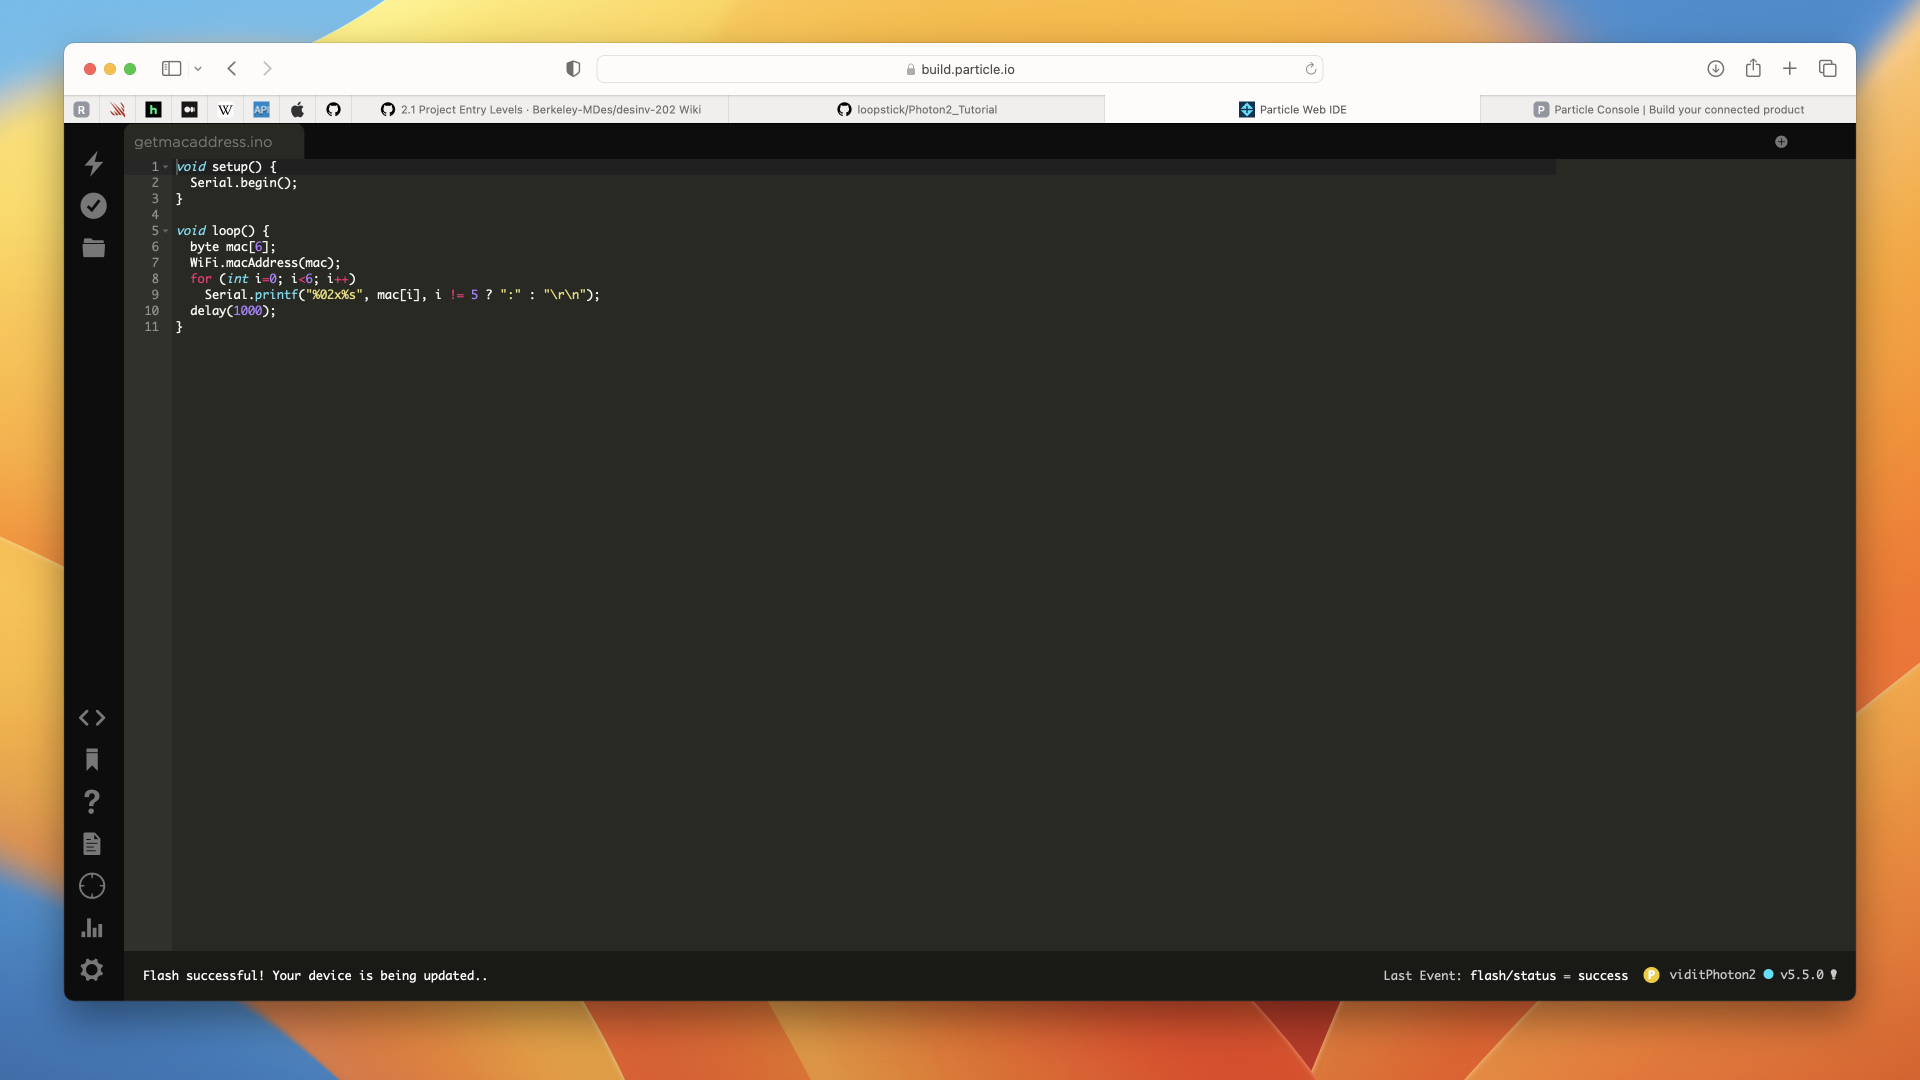 build.particle.io
R
h
W
API
2.1 Project Entry Levels · Berkeley-MDes/desinv-202 Wiki
loopstick/Photon2_Tutorial
Particle Web IDE
P
Particle Console | Build your connected product
getmacaddress.ino
1 void setup() {
2 Serial.begin();
3 }
4
5 void loop() {
6 byte mac[6];
7 WiFi.macAddress(mac);
8 for (int i=0; i<6; i++)
9 Serial.printf("%02x%s", mac[i], i != 5 ? ":" : "\r\n");
10 delay(1000);
11 }
Flash successful! Your device is being updated..
Last Event: flash/status = success
P
viditPhoton2
v5.5.0